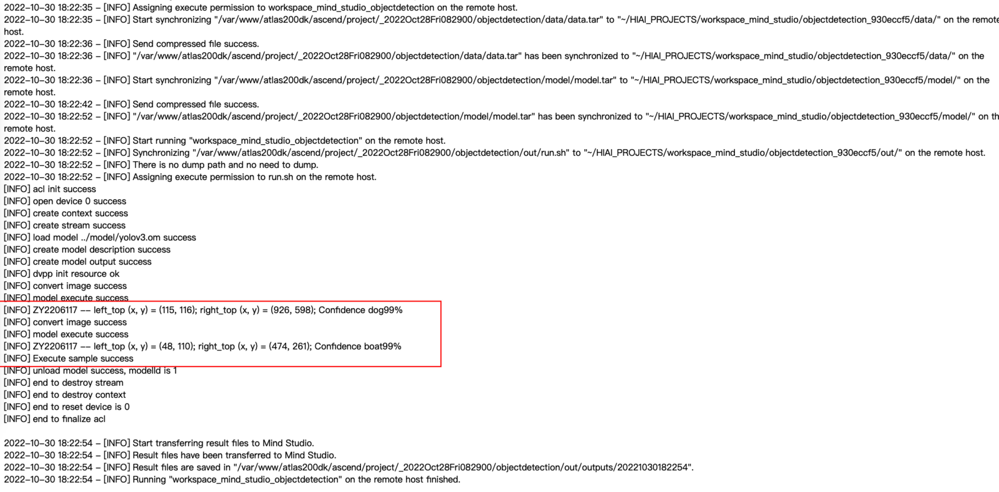 2022-10-30 18:22:35 - [INFO] Assigning execute permission to workspace_mind_studio_objectdetection on the remote host.
2022-10-30 18:22:35 - [INFO] Start synchronizing "/var/www/atlas200dk/ascend/project/_2022Oct28Fri082900/objectdetection/data/data.tar" to "~/HIAI_PROJECTS/workspace_mind_studio/objectdetection_930eccf5/data/" on the remote
host.
2022-10-30 18:22:36 - [INFO] Send compressed file success.
2022-10-30 18:22:36 - [INFO] "/var/www/atlas200dk/ascend/project/_2022Oct28Fri082900/objectdetection/data/data.tar" has been synchronized to "~/HIAI_PROJECTS/workspace_mind_studio/objectdetection_930eccf5/data/" on the
remote host.
2022-10-30 18:22:36 - [INFO] Start synchronizing "/var/www/atlas200dk/ascend/project/_2022Oct28Fri082900/objectdetection/model/model.tar" to "~/HIAI_PROJECTS/workspace_mind_studio/objectdetection_930eccf5/model/" on the
remote host.
2022-10-30 18:22:42 - [INFO] Send compressed file success.
2022-10-30 18:22:52 - [INFO] "/var/www/atlas200dk/ascend/project/_2022Oct28Fri082900/objectdetection/model/model.tar" has been synchronized to "~/HIAI_PROJECTS/workspace_mind_studio/objectdetection_930eccf5/model/" on th
remote host.
2022-10-30 18:22:52 - [INFO] Start running "workspace_mind_studio_objectdetection" on the remote host.
2022-10-30 18:22:52 - [INFO] Synchronizing "/var/www/atlas200dk/ascend/project/_2022Oct28Fri082900/objectdetection/out/run.sh" to "~/HIAI_PROJECTS/workspace_mind_studio/objectdetection_930eccf5/out/" on the remote host.
2022-10-30 18:22:52 - [INFO] There is no dump path and no need to dump.
2022-10-30 18:22:52 - [INFO] Assigning execute permission to run.sh on the remote host.
[INFO] acl init success
[INFO] open device 0 success
[INFO] create context success
[INFO] create stream success
[INFO] load model ../model/yolov3.om success
[INFO] create model description success
[INFO] create model output success
[INFO] dvpp init resource ok
[INFO] convert image success
[INFO] model execute success
[INFO] ZY2206117 -- left_top (x, y) = (115, 116); right_top (x, y) = (926, 598); Confidence dog99%
[INFO] convert image success
[INFO] model execute success
[INFO] ZY2206117 -- left_top (x, y) = (48, 110); right_top (x, y) = (474, 261); Confidence boat99%
[INFO] Execute sample success
[INFO] unload model success, modelId is 1
[INFO] end to destroy stream
[INFO] end to destroy context
[INFO] end to reset device is 0
[INFO] end to finalize acl
2022-10-30 18:22:54 - [INFO] Start transferring result files to Mind Studio.
2022-10-30 18:22:54 - [INFO] Result files have been transferred to Mind Studio.
2022-10-30 18:22:54 - [INFO] Result files are saved in "/var/www/atlas200dk/ascend/project/_2022Oct28Fri082900/objectdetection/out/outputs/20221030182254".
2022-10-30 18:22:54 - [INFO] Running "workspace_mind_studio_objectdetection" on the remote host finished.